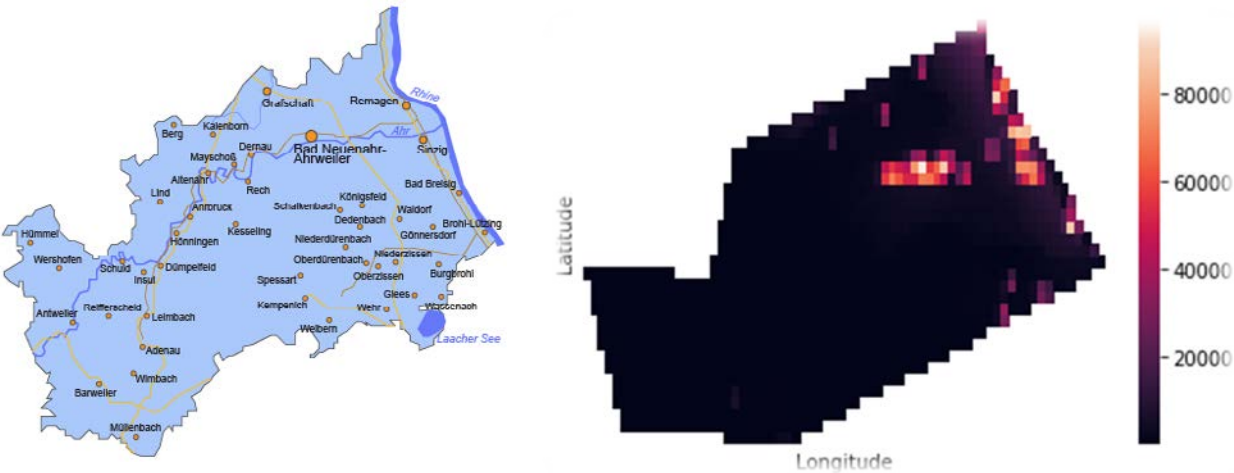 Rhine
Grafschaft
Remagen
Berg
Kalenborn
Ahr
Sinzig
Dernau
Bad Neuenahr-
Ahrweiler
Mayschoß
Altenahr
Rech
Lind
Bad Breisig
Königsfeld
Schalkenbach
Ahrbrück
Waldorf
Dedenbach
Brohl-Lützing
Kesseling
Gönnersdorf
Hümmel
Hönningen
Niederdürenbach
Wershofen
Oberdürenbach
Niederzissen
Schuld
Dümpelfeld
Insul
Oberzissen
Burgbrohl
Spessart
Glees
Kempenich
Wehr
Wassenach
Antweiler
Reifferscheid
Leimbach
Weibern
Laacher See
Adenau
Wimbach
Barweiler
Müllenbach
Latitude
Longitude
80000
60000
40000
20000